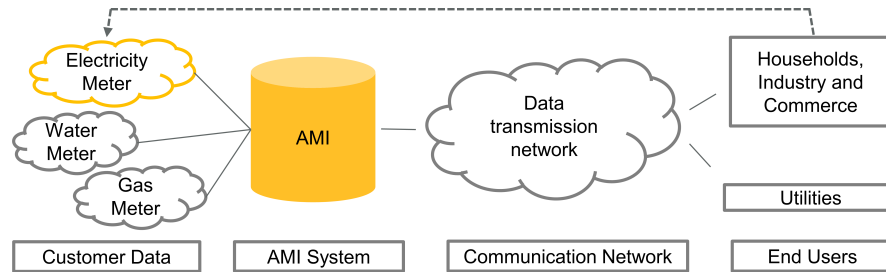 Electricity
Meter
Water
Meter
Gas
Meter
AMI
Data
transmission
network
Households,
Industry and
Commerce
Utilities
Customer Data
AMI System
Communication Network
End Users